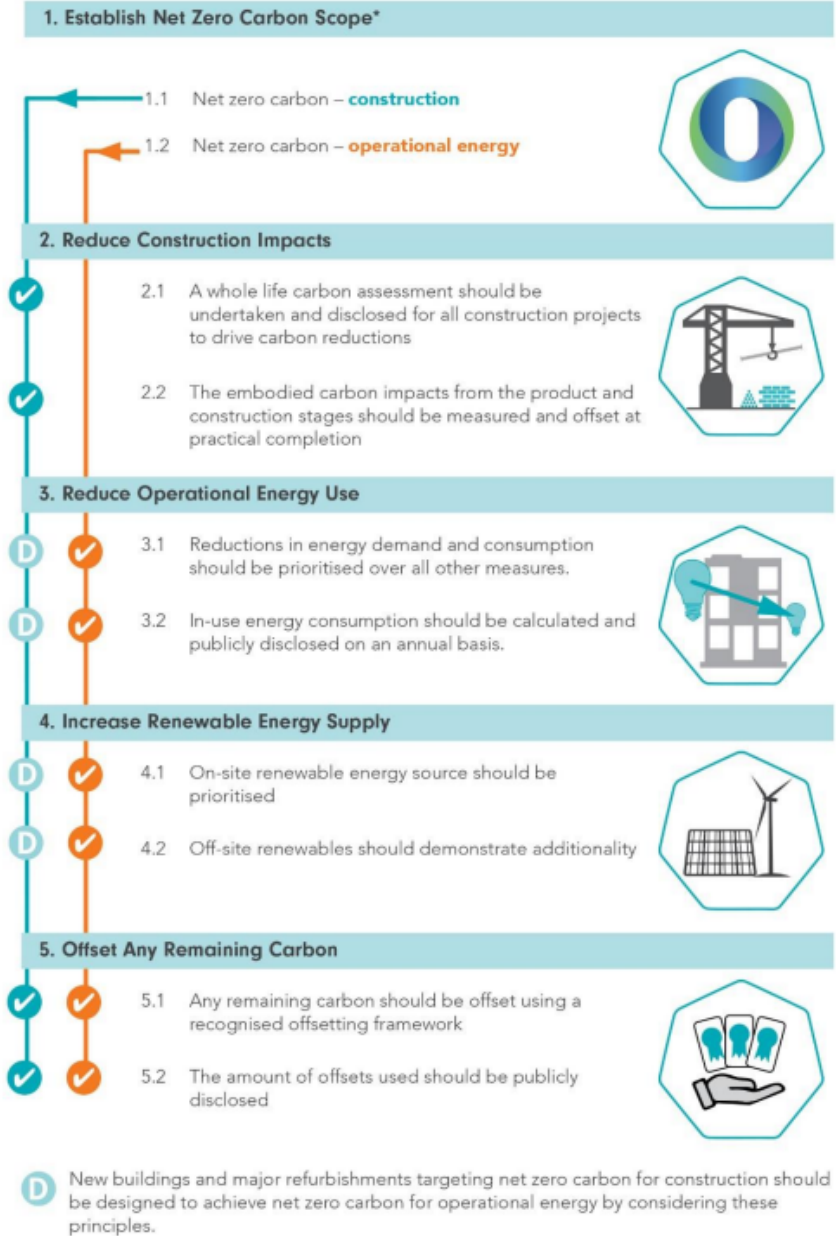 1. Establish Net Zero Carbon Scope*
1.1 Net zero carbon – construction
1.2 Net zero carbon – operational energy
2. Reduce Construction Impacts
2.1 A whole life carbon assessment should be
undertaken and disclosed for all construction projects
to drive carbon reductions
2.2 The embodied carbon impacts from the product and
construction stages should be measured and offset at
practical completion
3. Reduce Operational Energy Use
D 3.1 Reductions in energy demand and consumption
should be prioritised over all other measures.
D 3.2 In-use energy consumption should be calculated and
publicly disclosed on an annual basis.
4. Increase Renewable Energy Supply
D 4.1 On-site renewable energy source should be
prioritised
D 4.2 Off-site renewables should demonstrate additionality
5. Offset Any Remaining Carbon
5.1 Any remaining carbon should be offset using a
recognised offsetting framework
5.2 The amount of offsets used should be publicly
disclosed
D New buildings and major refurbishments targeting net zero carbon for construction should
be designed to achieve net zero carbon for operational energy by considering these
principles.